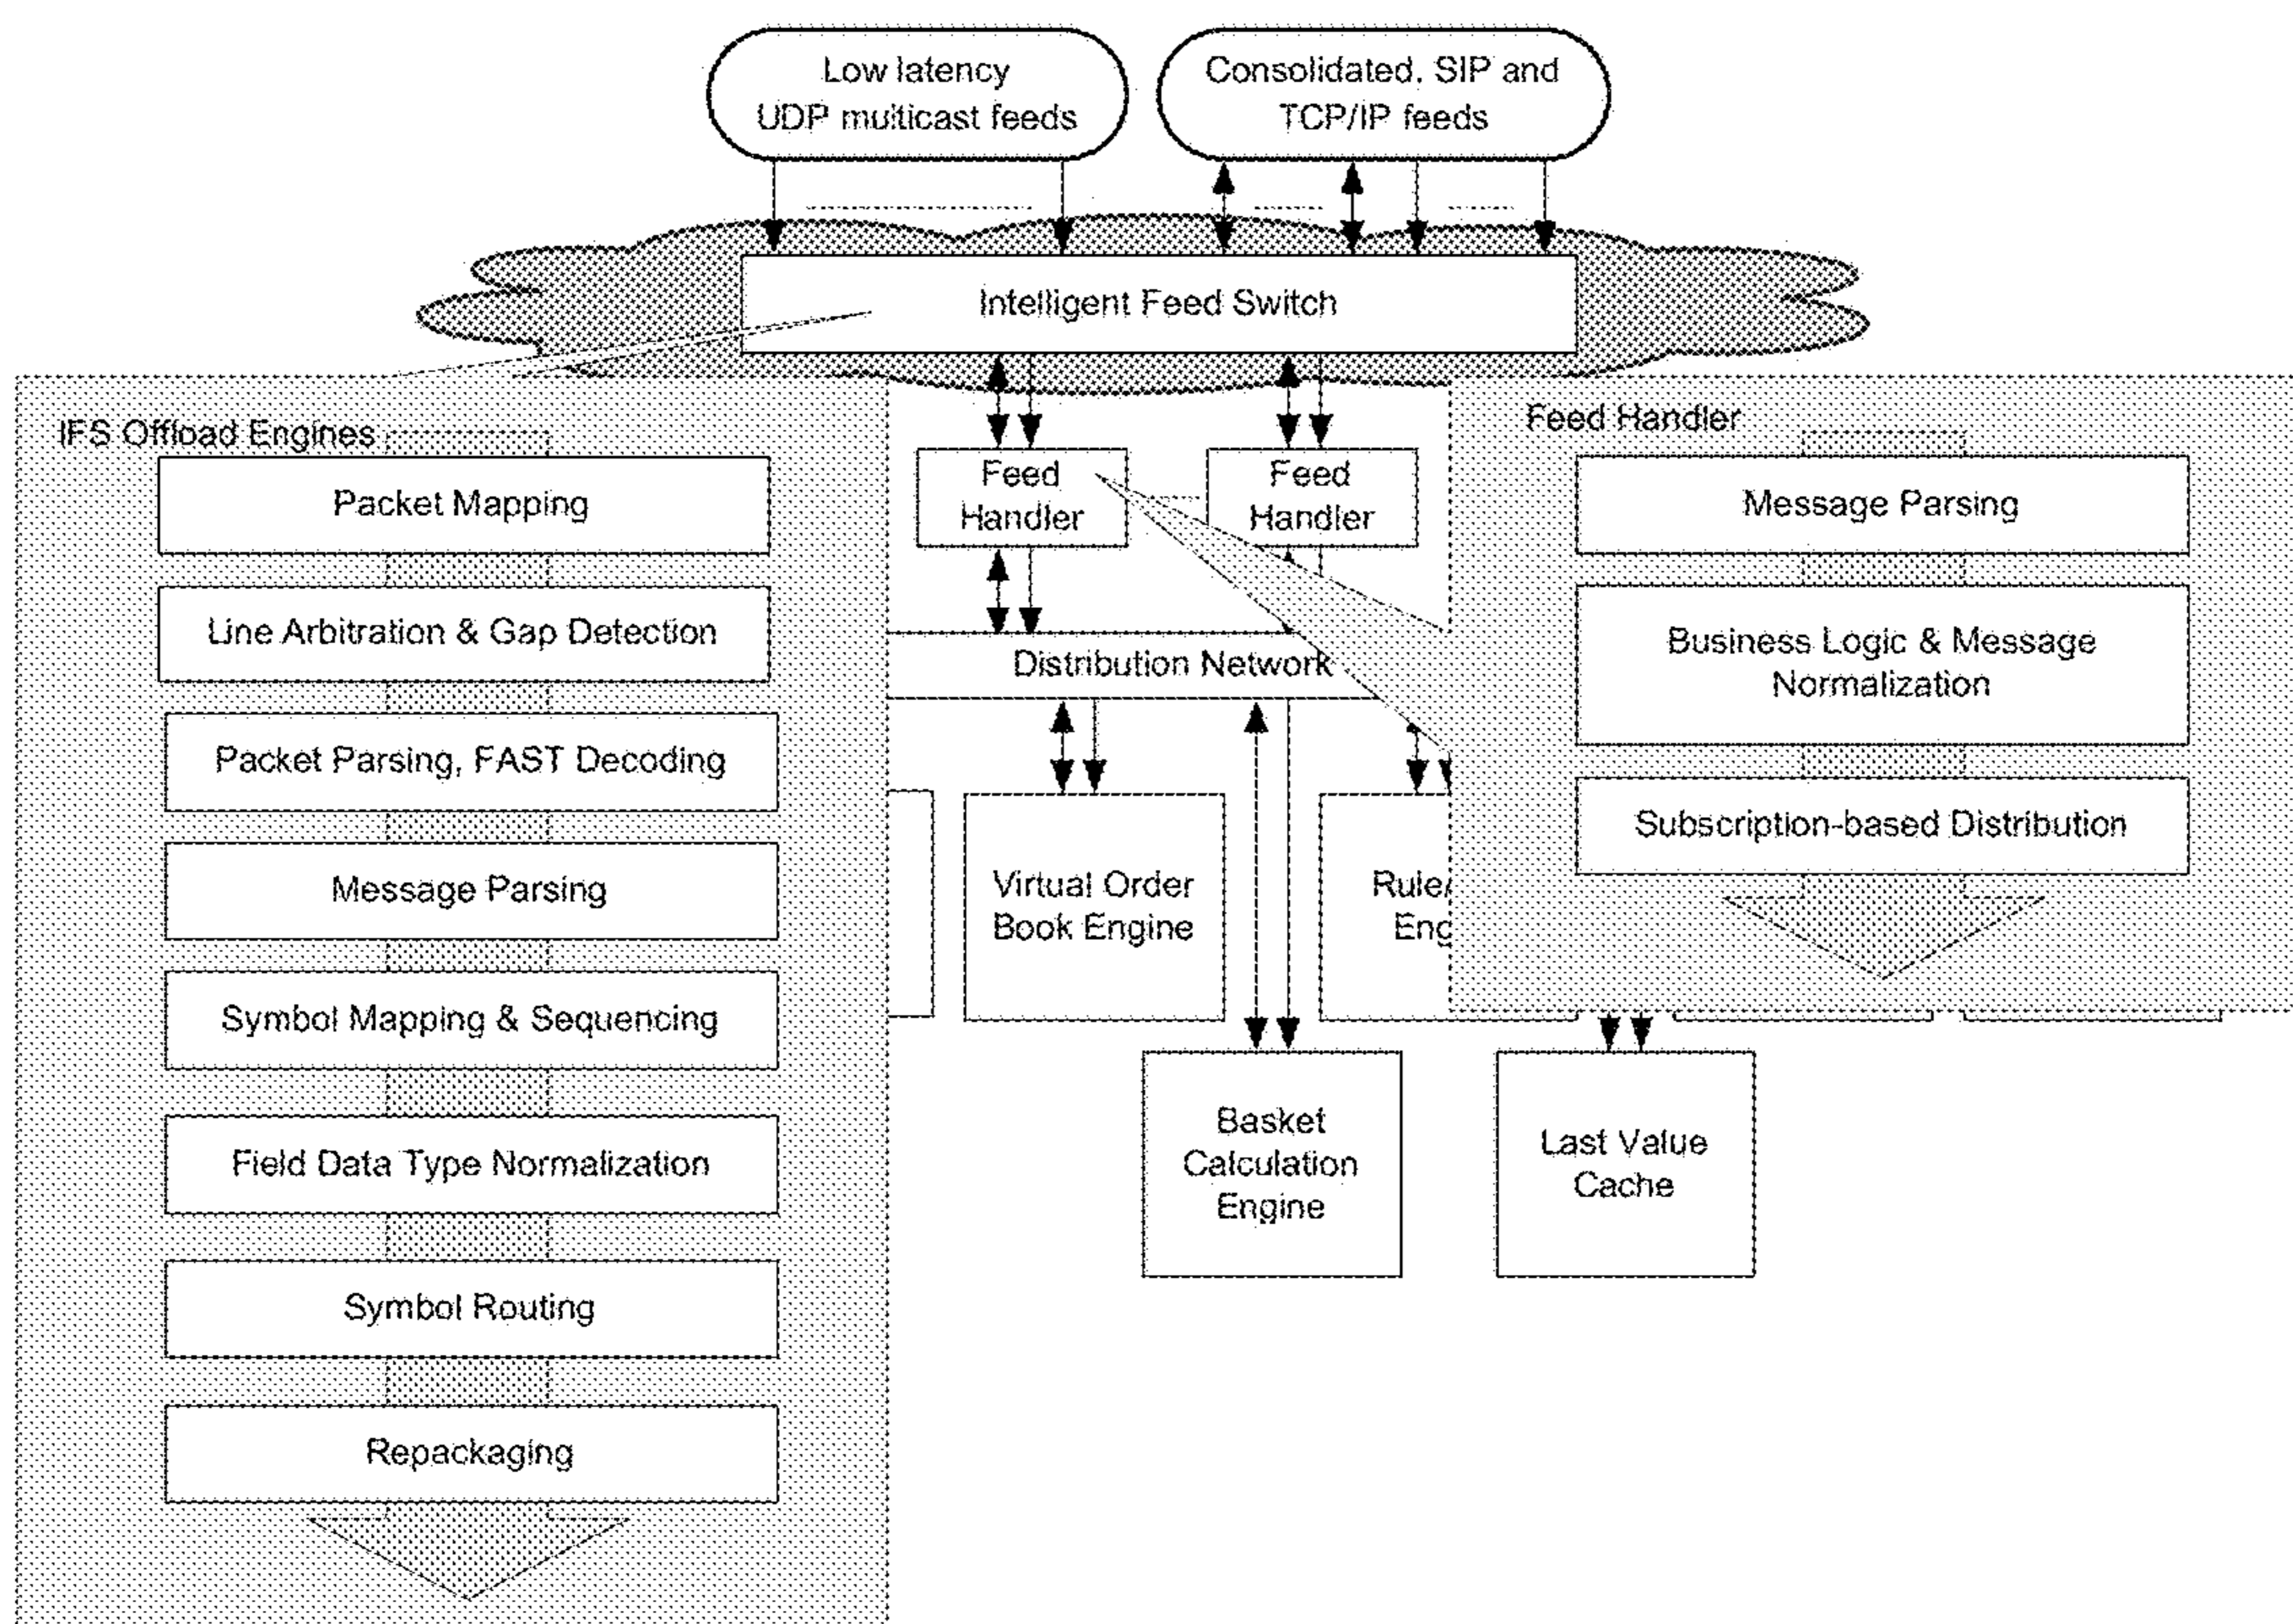 Low latency
UDP multicast feeds
Consolidated, SIP and
TCP/IP feeds
Intelligent Feed Switch
IFS Offload Engines
Packet Mapping
Line Arbitration & Gap Detection
Packet Parsing, FAST Decoding
Message Parsing
Symbol Mapping & Sequencing
Field Data Type Normalization
Symbol Routing
Repackaging
Feed
Handler
Feed
Handler
Distribution Network
Virtual Order
Book Engine
Rule/
Eng
Basket
Calculation
Engine
Last Value
Cache
Feed Handler
Message Parsing
Business Logic & Message
Normalization
Subscription-based Distribution